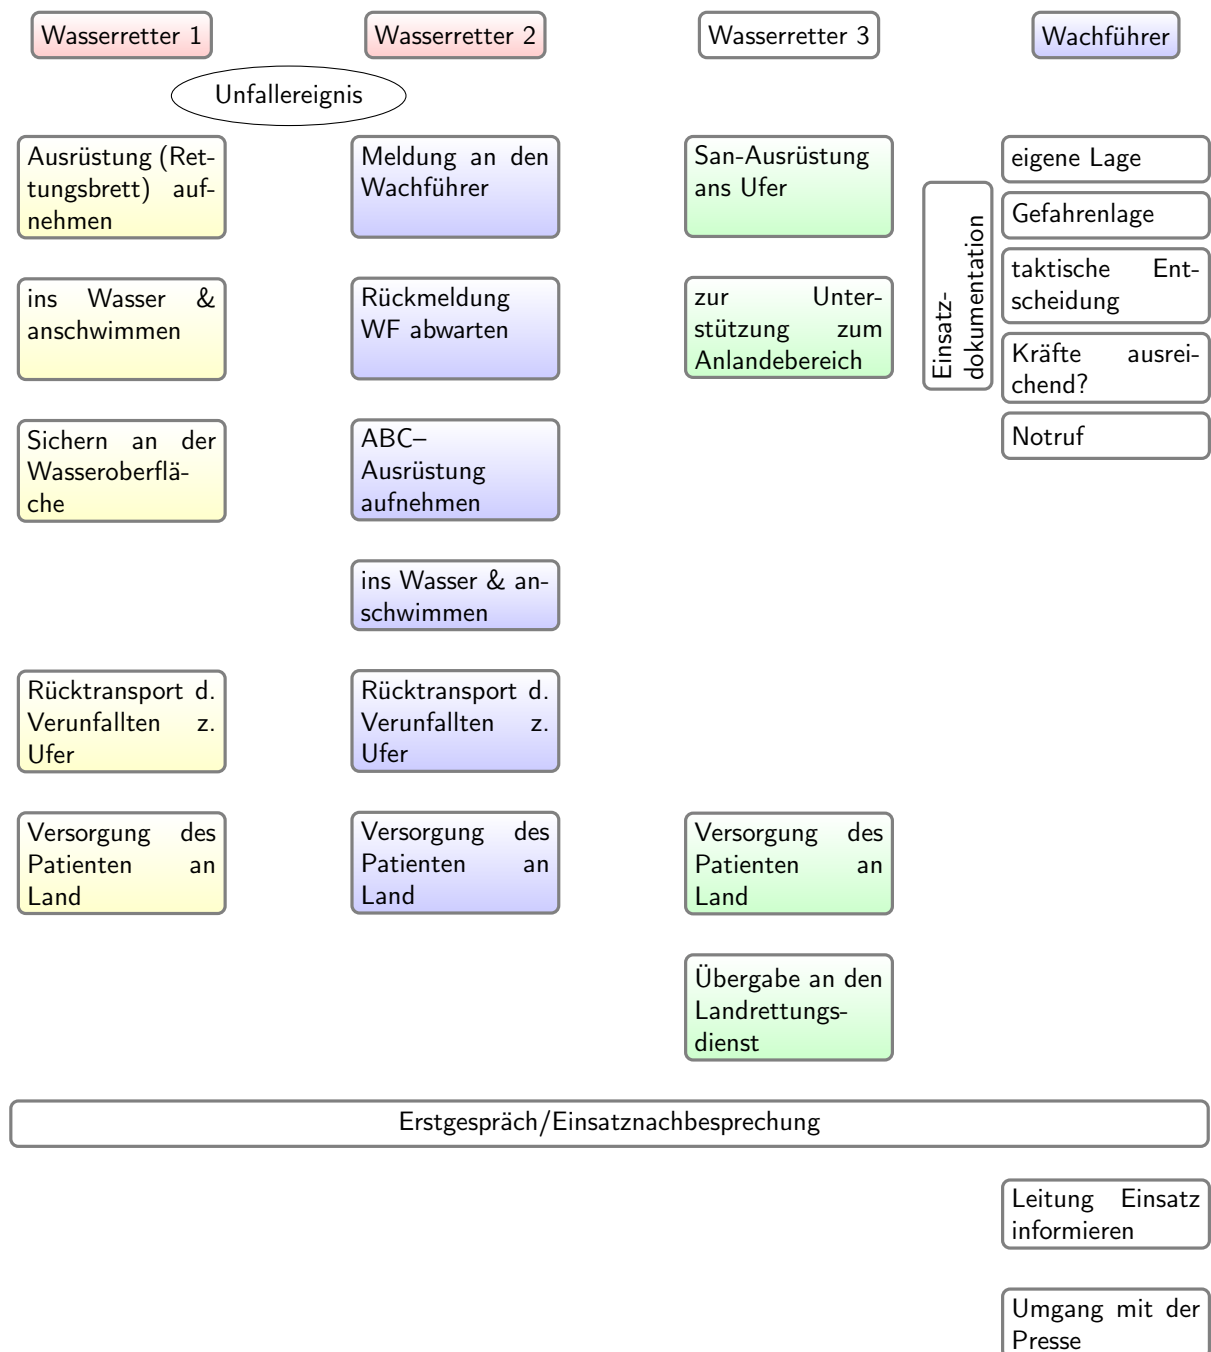 Wasserretter 1
Wasserretter 2
Wasserretter 3
Wachführer
Unfallereignis
Ausrüstung (Ret-
tungsbrett) auf-
nehmen
Meldung an den
Wachführer
San-Ausrüstung
ans Ufer
eigene Lage
Gefahrenlage
Einsatz-
dokumentation
ins Wasser &
anschwimmen
Rückmeldung
WF abwarten
zur Unter-
stützung zum
Anlandebereich
taktische Ent-
scheidung
Kräfte ausrei-
chend?
Notruf
Sichern an der
Wasseroberflä-
che
ABC–
Ausrüstung
aufnehmen
ins Wasser & an-
schwimmen
Rücktransport d.
Verunfallten z.
Ufer
Rücktransport d.
Verunfallten z.
Ufer
Versorgung des
Patienten an
Land
Versorgung des
Patienten an
Land
Versorgung des
Patienten an
Land
Übergabe an den
Landrettungs-
dienst
Erstgespräch/Einsatznachbesprechung
Leitung Einsatz
informieren
Umgang mit der
Presse